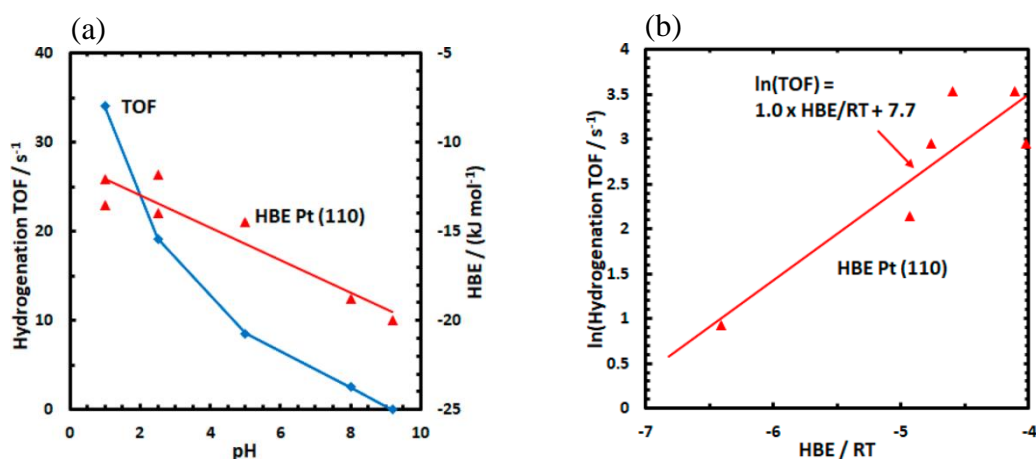 (a)
40
30
20
10
0
Hydrogenation TOF / s⁻¹
-5
-10
-15
-20
-25
HBE / (kJ mol⁻¹)
0 2 4 6 8 10
pH
TOF
HBE Pt (110)
(b)
4
3.5
3
2.5
2
1.5
1
0.5
0
ln(Hydrogenation TOF / s⁻¹)
-7 -6 -5 -4
HBE / RT
ln(TOF) =
1.0 x HBE/RT + 7.7
HBE Pt (110)